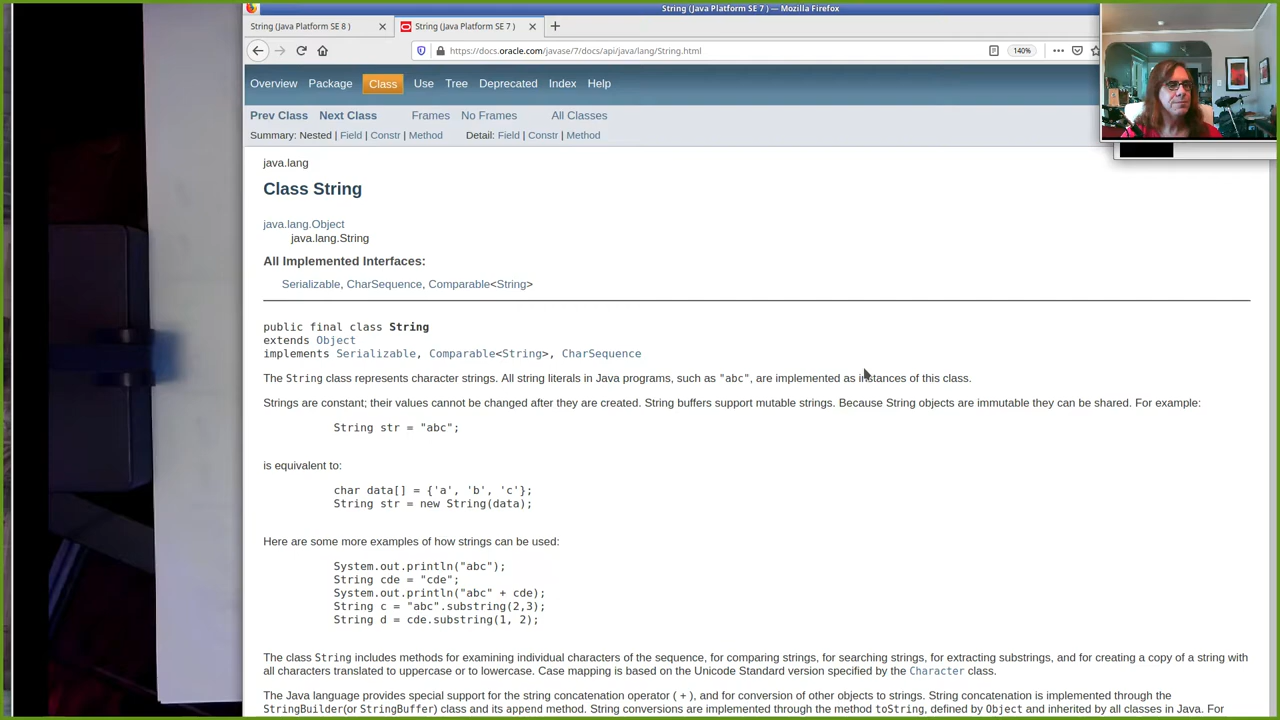 String (Java Platform SE 7 ) — Mozilla Firefox
String (Java Platform SE 8 )
String (Java Platform SE 7 )
https://docs.oracle.com/javase/7/docs/api/java/lang/String.html
140%
Overview Package Class Use Tree Deprecated Index Help
Prev Class Next Class Frames No Frames All Classes
Summary: Nested | Field | Constr | Method Detail: Field | Constr | Method
java.lang
Class String
java.lang.Object
java.lang.String
All Implemented Interfaces:
Serializable, CharSequence, Comparable<String>
public final class String
extends Object
implements Serializable, Comparable<String>, CharSequence
The String class represents character strings. All string literals in Java programs, such as "abc", are implemented as instances of this class.
Strings are constant; their values cannot be changed after they are created. String buffers support mutable strings. Because String objects are immutable they can be shared. For example:
String str = "abc";
is equivalent to:
char data[] = {'a', 'b', 'c'};
String str = new String(data);
Here are some more examples of how strings can be used:
System.out.println("abc");
String cde = "cde";
System.out.println("abc" + cde);
String c = "abc".substring(2,3);
String d = cde.substring(1, 2);
The class String includes methods for examining individual characters of the sequence, for comparing strings, for searching strings, for extracting substrings, and for creating a copy of a string with
all characters translated to uppercase or to lowercase. Case mapping is based on the Unicode Standard version specified by the Character class.
The Java language provides special support for the string concatenation operator ( + ), and for conversion of other objects to strings. String concatenation is implemented through the
StringBuilder(or StringBuffer) class and its append method. String conversions are implemented through the method toString, defined by Object and inherited by all classes in Java. For